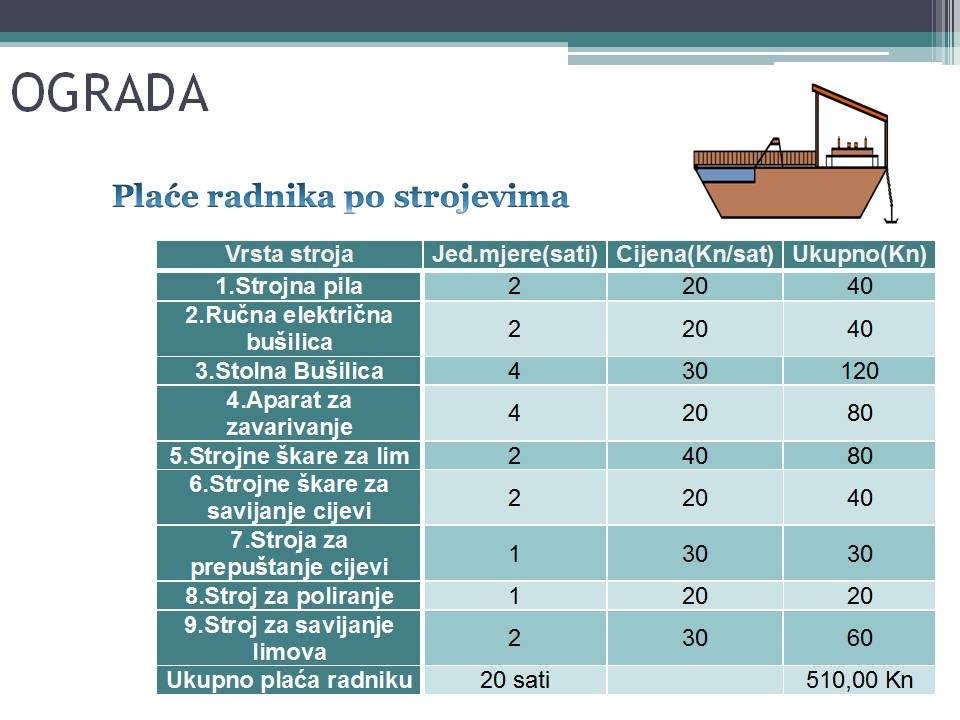 OGRADA
Plaće radnika po strojevima
Vrsta stroja Jed.mjere(sati) Cijena(Kn/sat) Ukupno(Kn)
1.Strojna pila 2 20 40
2.Ručna električna
bušilica 2 20 40
3.Stolna Bušilica 4 30 120
4.Aparat za
zavarivanje 4 20 80
5.Strojne škare za lim 2 40 80
6.Strojne škare za
savijanje cijevi 2 20 40
7.Stroja za
prepuštanje cijevi 1 30 30
8.Stroj za poliranje 1 20 20
9.Stroj za savijanje
limova 2 30 60
Ukupno plaća radniku 20 sati 510,00 Kn